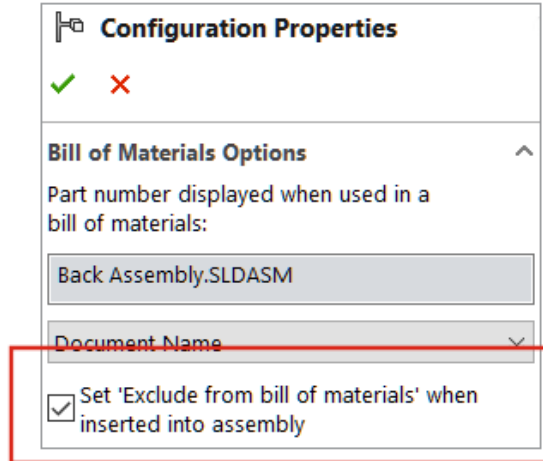 Configuration Properties
Bill of Materials Options
Part number displayed when used in a
bill of materials:
Back Assembly.SLDASM
Document Name
Set 'Exclude from bill of materials' when
inserted into assembly